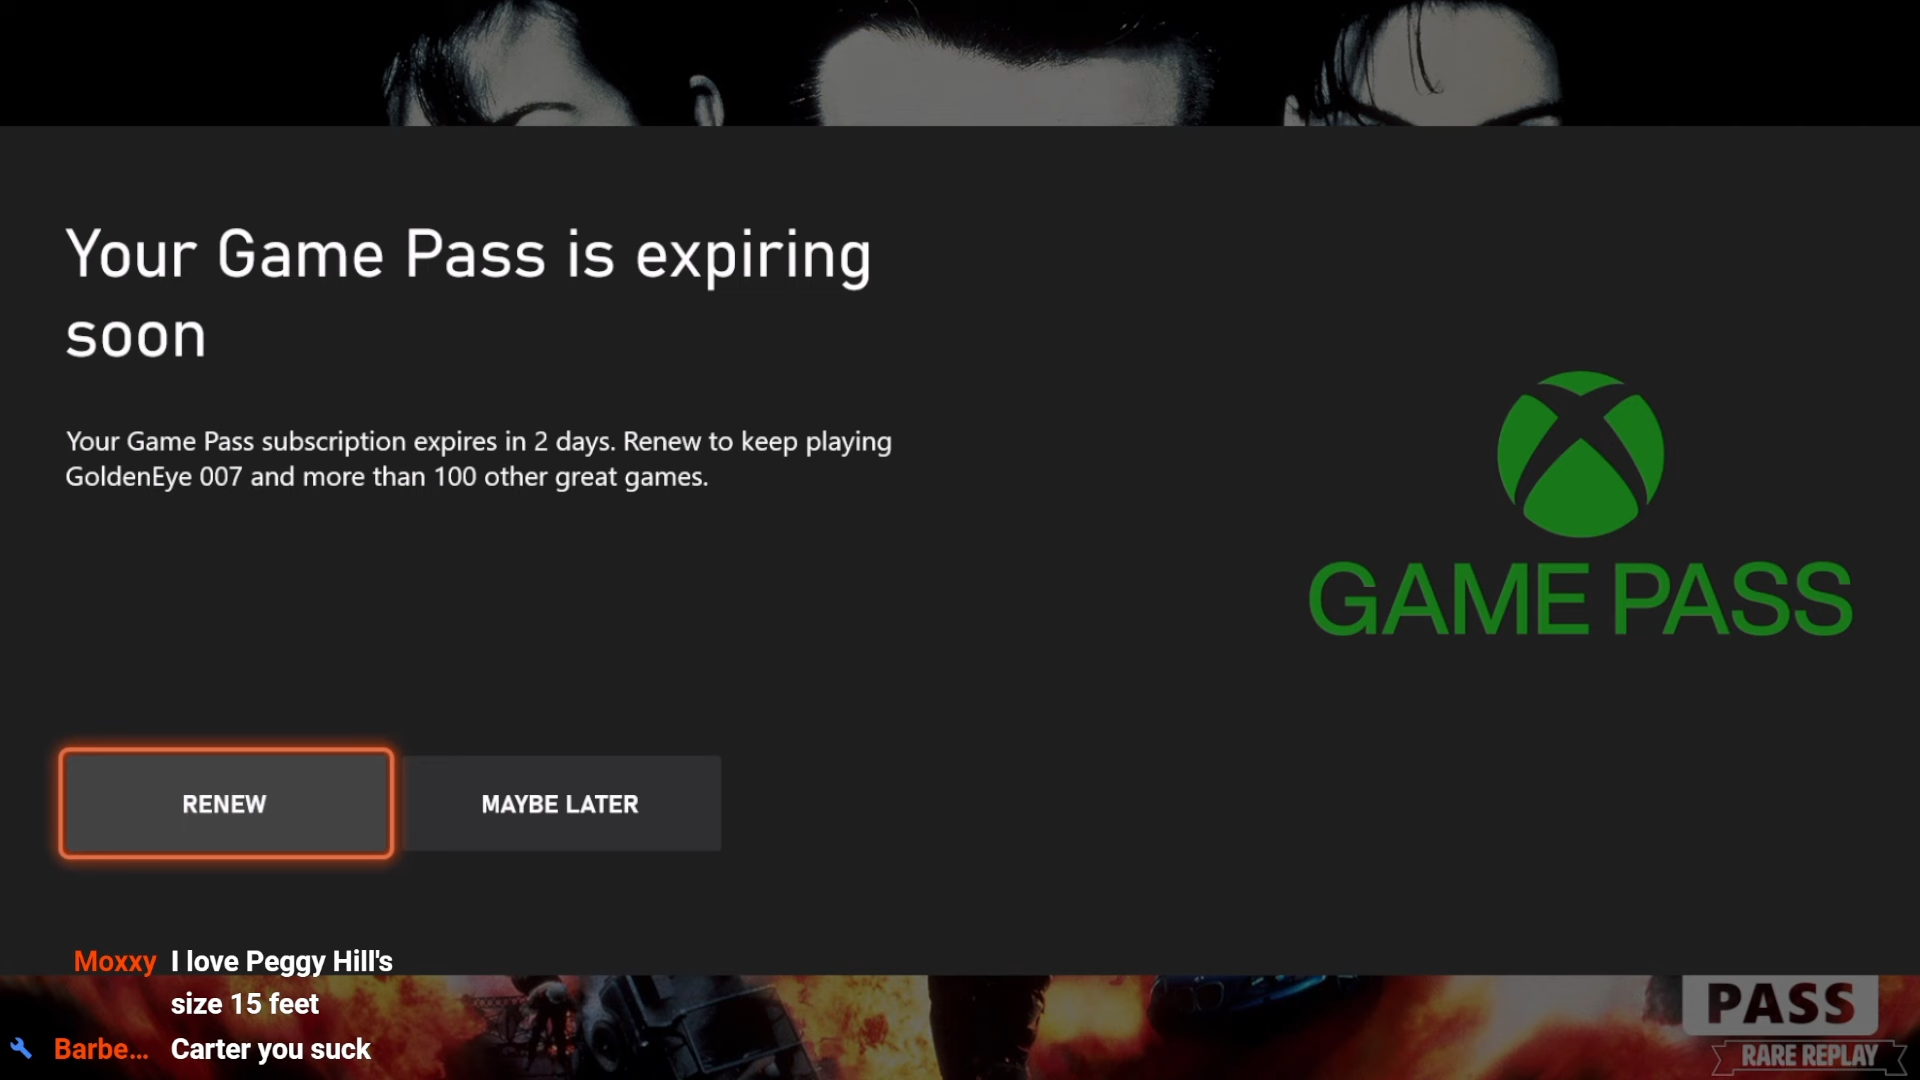 Your Game Pass is expiring
soon
Your Game Pass subscription expires in 2 days. Renew to keep playing
GoldenEye 007 and more than 100 other great games.
GAME PASS
RENEW
MAYBE LATER
Moxxy I love Peggy Hill's
size 15 feet
Barbe... Carter you suck
PASS
RARE REPLAY